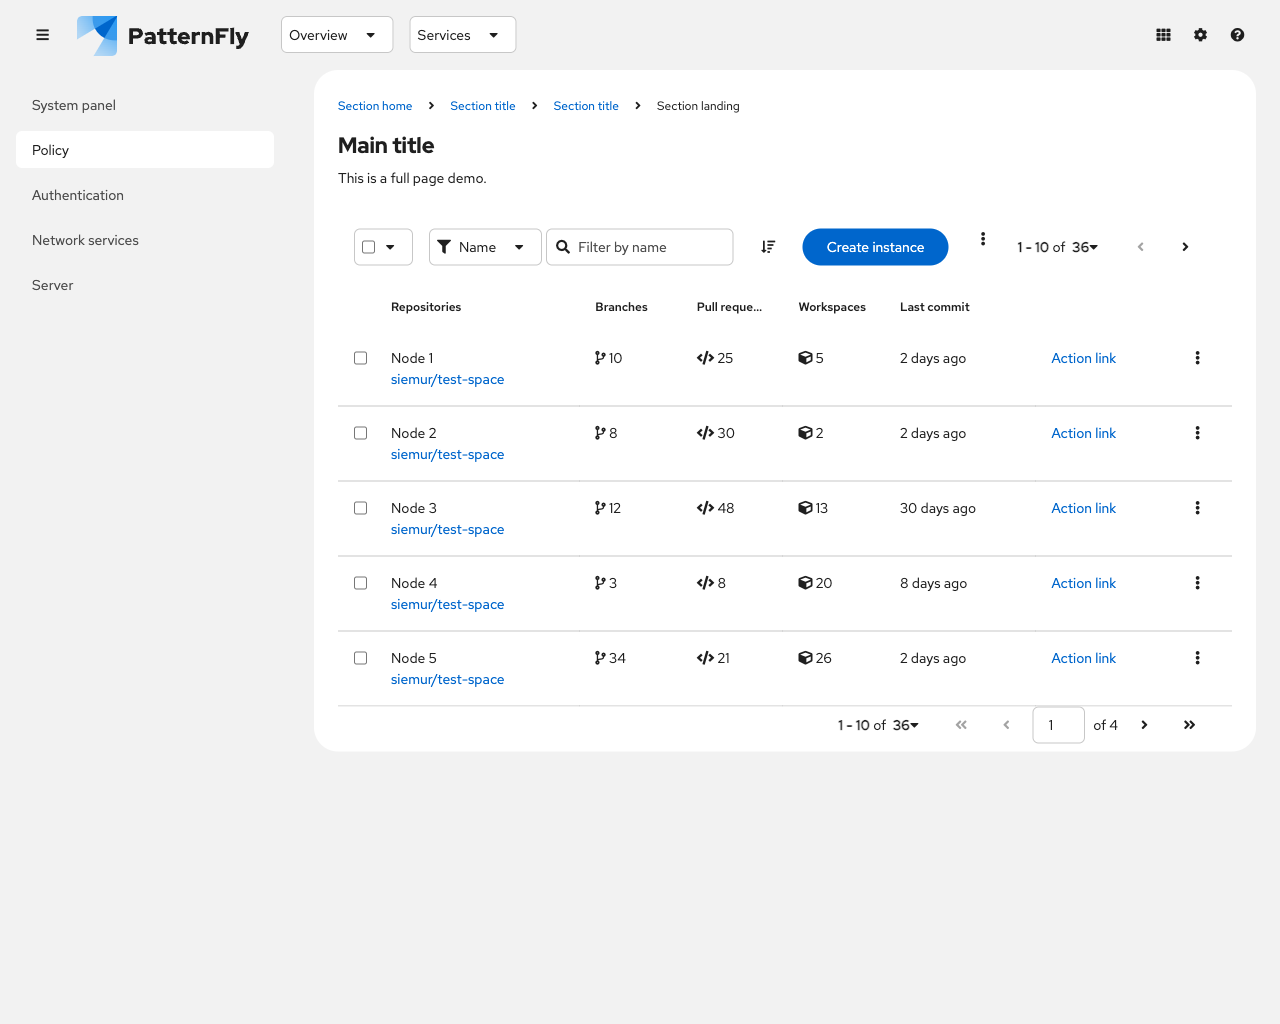 PatternFly
Overview
Services
System panel
Policy
Authentication
Network services
Server
Section home
Section title
Section title
Section landing
Main title
This is a full page demo.
Name
Filter by name
Create instance
1 - 10 of 36
Repositories Branches Pull reque... Workspaces Last commit
Node 1 10 25 5 2 days ago Action link
siemur/test-space
Node 2 8 30 2 2 days ago Action link
siemur/test-space
Node 3 12 48 13 30 days ago Action link
siemur/test-space
Node 4 3 8 20 8 days ago Action link
siemur/test-space
Node 5 34 21 26 2 days ago Action link
siemur/test-space
1 - 10 of 36 1 of 4